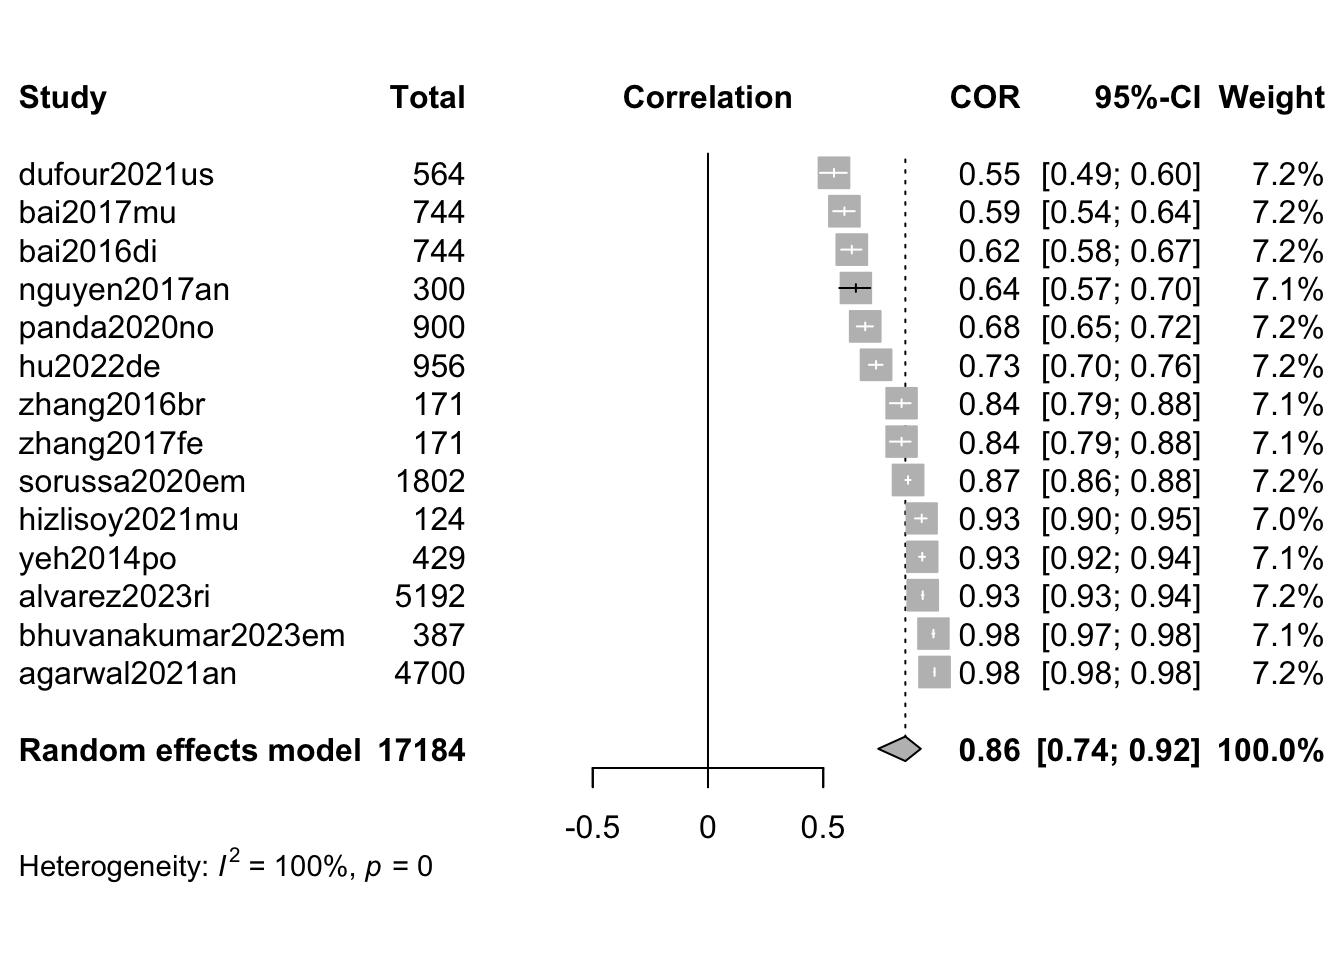 Study Total Correlation COR 95%-CI Weight
dufour2021us 564 0.55 [0.49; 0.60] 7.2%
bai2017mu 744 0.59 [0.54; 0.64] 7.2%
bai2016di 744 0.62 [0.58; 0.67] 7.2%
nguyen2017an 300 0.64 [0.57; 0.70] 7.1%
panda2020no 900 0.68 [0.65; 0.72] 7.2%
hu2022de 956 0.73 [0.70; 0.76] 7.2%
zhang2016br 171 0.84 [0.79; 0.88] 7.1%
zhang2017fe 171 0.84 [0.79; 0.88] 7.1%
sorussa2020em 1802 0.87 [0.86; 0.88] 7.2%
hizlisoy2021mu 124 0.93 [0.90; 0.95] 7.0%
yeh2014po 429 0.93 [0.92; 0.94] 7.1%
alvarez2023ri 5192 0.93 [0.93; 0.94] 7.2%
bhuvanakumar2023em 387 0.98 [0.97; 0.98] 7.1%
agarwal2021an 4700 0.98 [0.98; 0.98] 7.2%
Random effects model 17184 0.86 [0.74; 0.92] 100.0%
-0.5 0 0.5
Heterogeneity: I² = 100%, p = 0